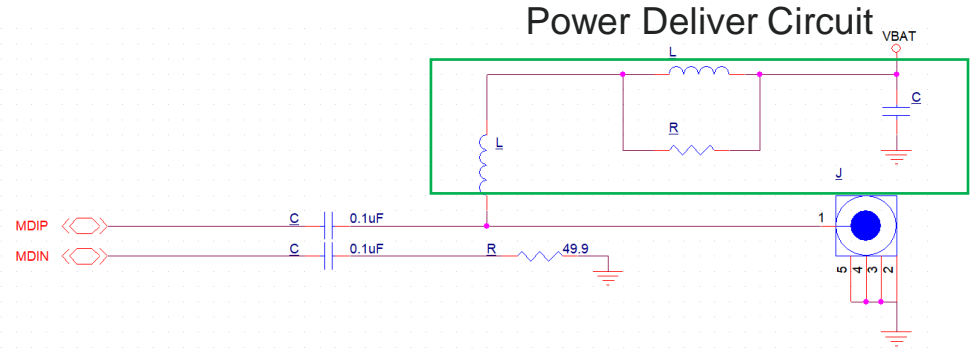 Power Deliver Circuit
VBAT
L
C
R
L
J
MDIP
C
0.1uF
1
MDIN
C
0.1uF
R
49.9
5
4
3
2